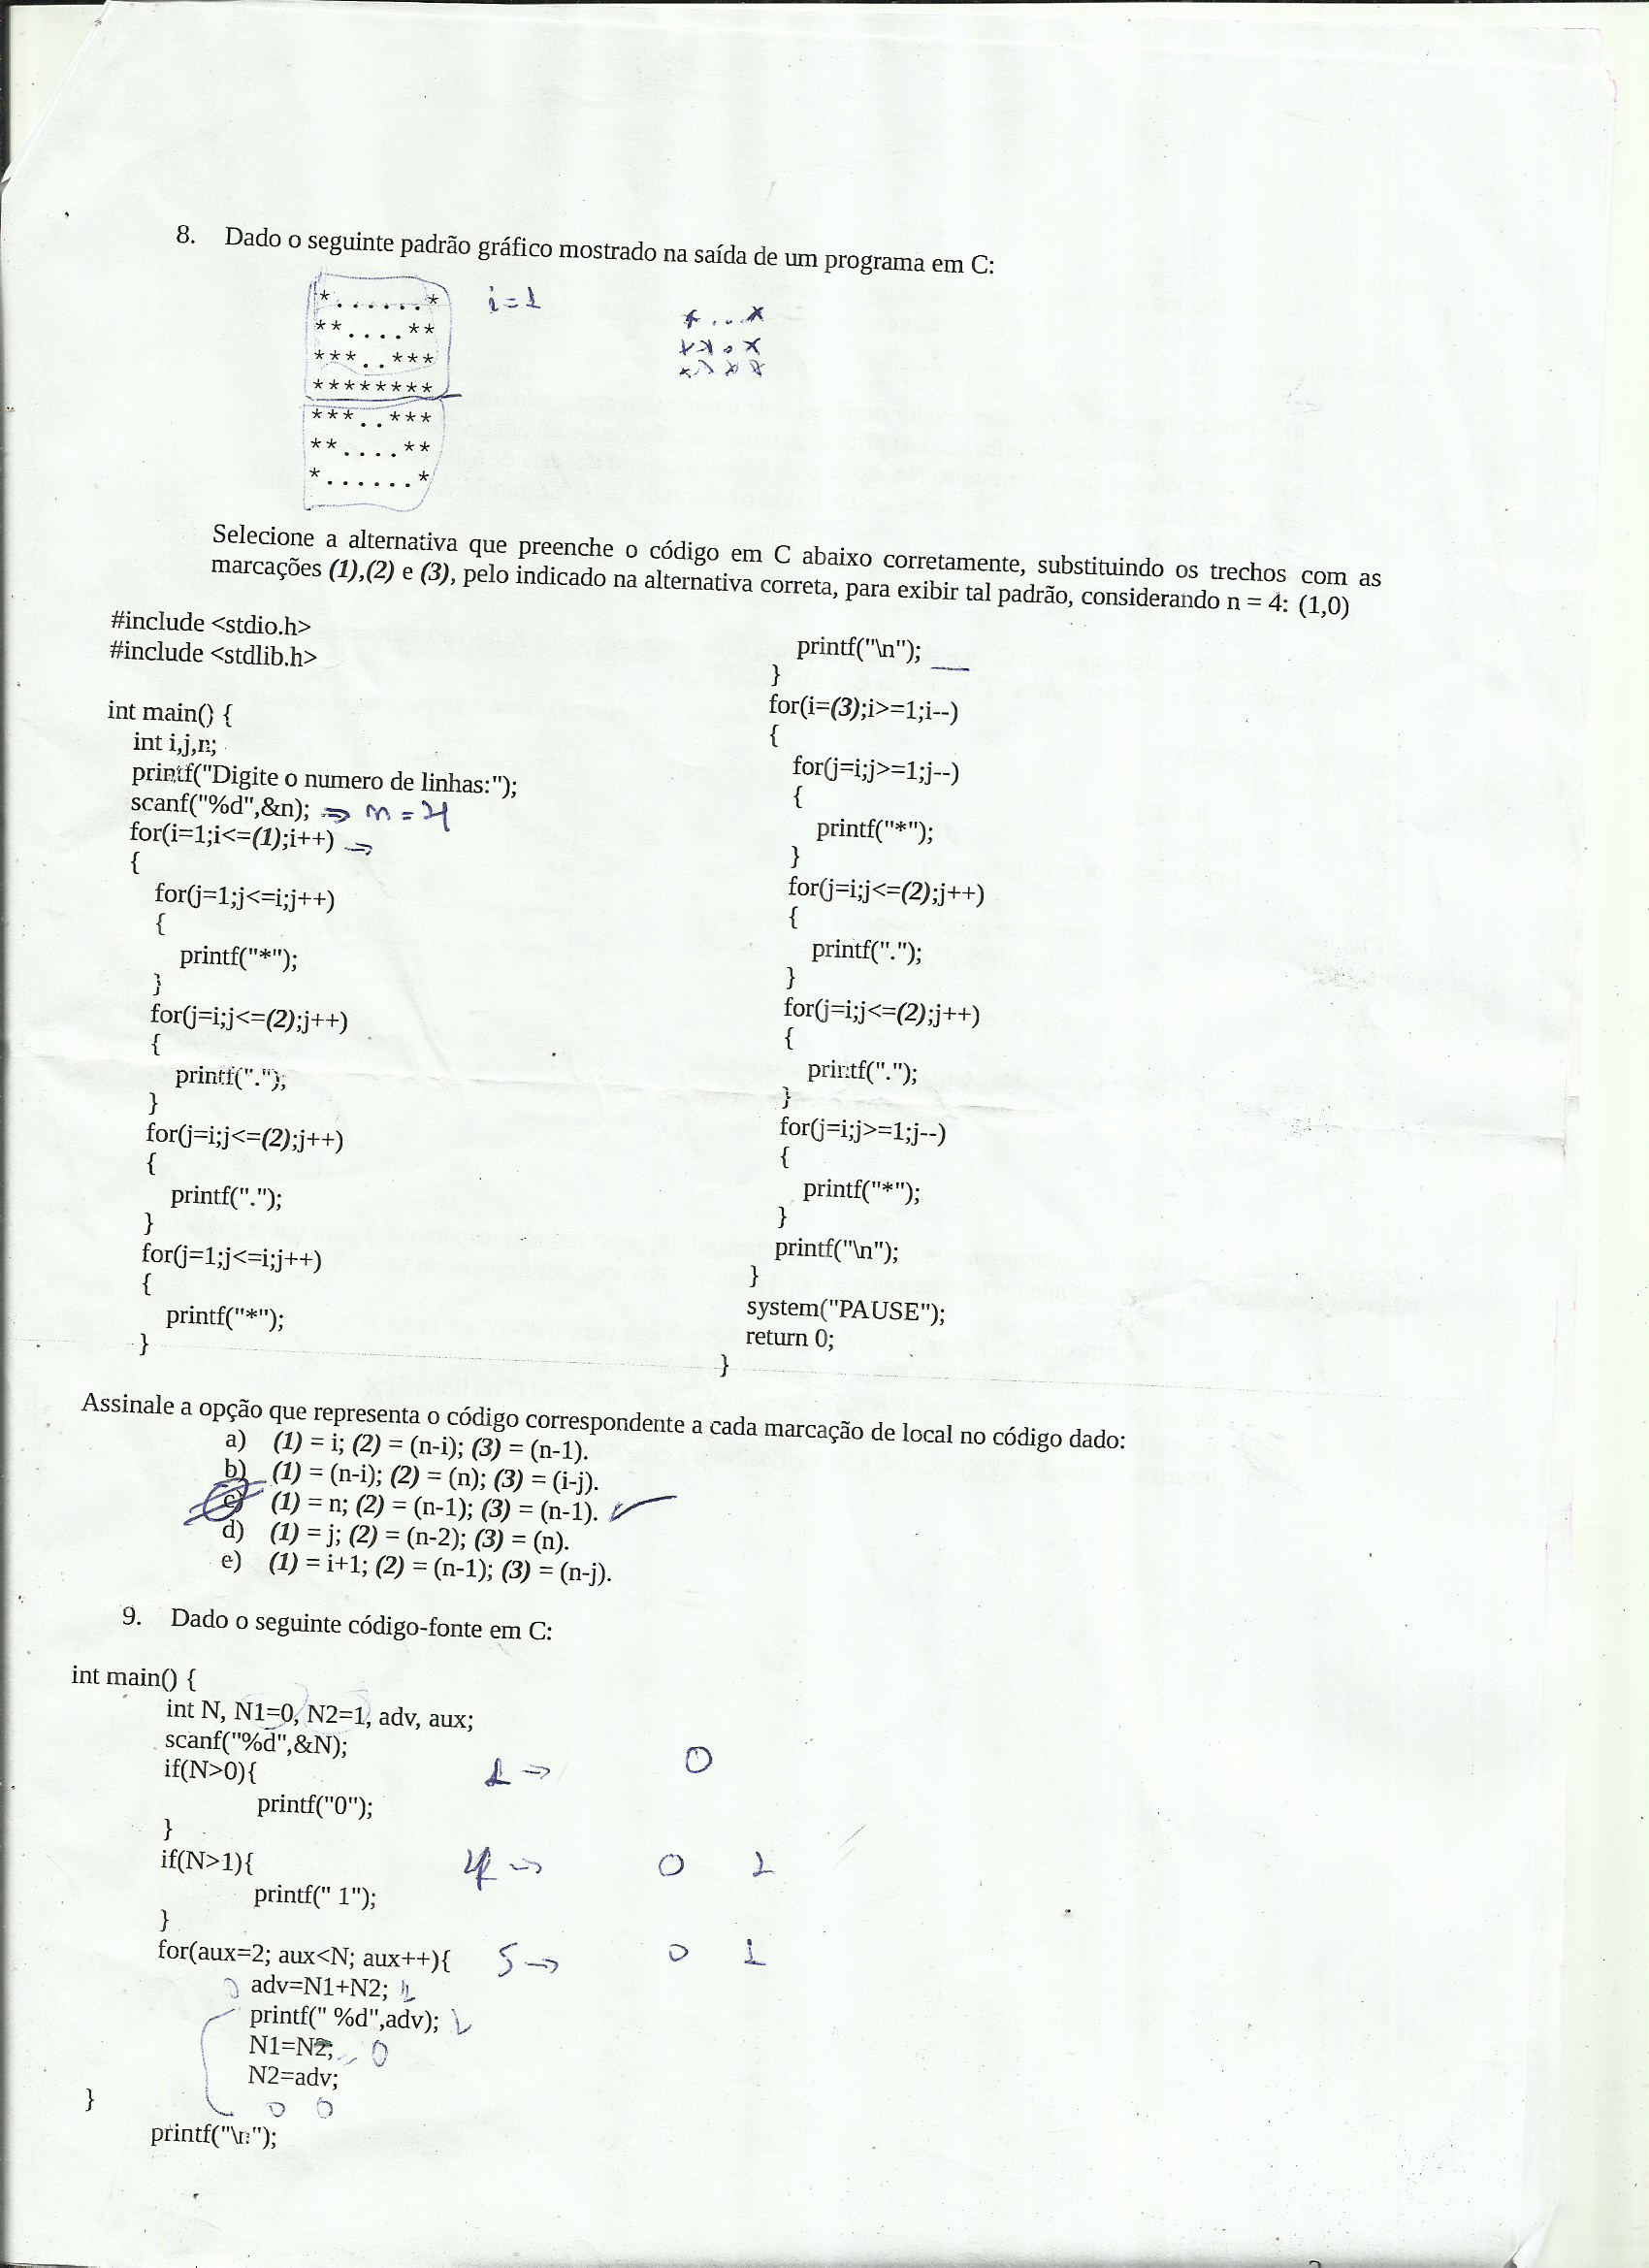 8. Dado o seguinte padrão gráfico mostrado na saída de um programa em C:
*......* i=1
**....**
***..***
********
***..***
**....**
*......*
*...*
**.*
****
Selecione a alternativa que preenche o código em C abaixo corretamente, substituindo os trechos com as
marcações (1),(2) e (3), pelo indicado na alternativa correta, para exibir tal padrão, considerando n = 4: (1,0)
#include <stdio.h>
#include <stdlib.h>
int main() {
int i,j,n;
printf("Digite o numero de linhas:");
scanf("%d",&n); => n=4
for(i=1;i<=(1);i++) =>
{
for(j=1;j<=i;j++)
{
printf("*");
}
for(j=i;j<=(2);j++)
{
printf(".");
}
for(j=i;j<=(2);j++)
{
printf(".");
}
for(j=1;j<=i;j++)
{
printf("*");
}
printf("\n");
}
for(i=(3);i>=1;i--)
{
for(j=i;j>=1;j--)
{
printf("*");
}
for(j=i;j<=(2);j++)
{
printf(".");
}
for(j=i;j<=(2);j++)
{
printf(".");
}
for(j=i;j>=1;j--)
{
printf("*");
}
printf("\n");
}
system("PAUSE");
return 0;
}
Assinale a opção que representa o código correspondente a cada marcação de local no código dado:
a) (1) = i; (2) = (n-i); (3) = (n-1).
b) (1) = (n-i); (2) = (n); (3) = (i-j).
c) (1) = n; (2) = (n-1); (3) = (n-1).
d) (1) = j; (2) = (n-2); (3) = (n).
e) (1) = i+1; (2) = (n-1); (3) = (n-j).
9. Dado o seguinte código-fonte em C:
int main() {
int N, N1=0, N2=1, adv, aux;
scanf("%d",&N);
if(N>0){ 1 => 0
printf("0");
}
if(N>1){ => 0 1
printf(" 1");
}
for(aux=2; aux<N; aux++){ 5 -> 0 1
adv=N1+N2; 1
printf(" %d",adv); 1
N1=N2; 0
N2=adv;
} 0 0
printf("\n");